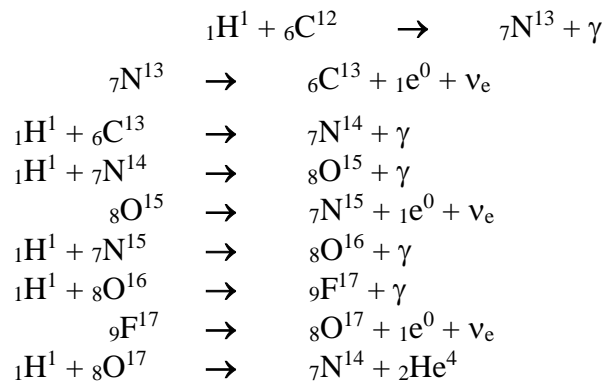 ₁H¹ + ₆C¹² → ₇N¹³ + γ
₇N¹³ → ₆C¹³ + ₁e⁰ + νₑ
₁H¹ + ₆C¹³ → ₇N¹⁴ + γ
₁H¹ + ₇N¹⁴ → ₈O¹⁵ + γ
₈O¹⁵ → ₇N¹⁵ + ₁e⁰ + νₑ
₁H¹ + ₇N¹⁵ → ₈O¹⁶ + γ
₁H¹ + ₈O¹⁶ → ₉F¹⁷ + γ
₉F¹⁷ → ₈O¹⁷ + ₁e⁰ + νₑ
₁H¹ + ₈O¹⁷ → ₇N¹⁴ + ₂He⁴